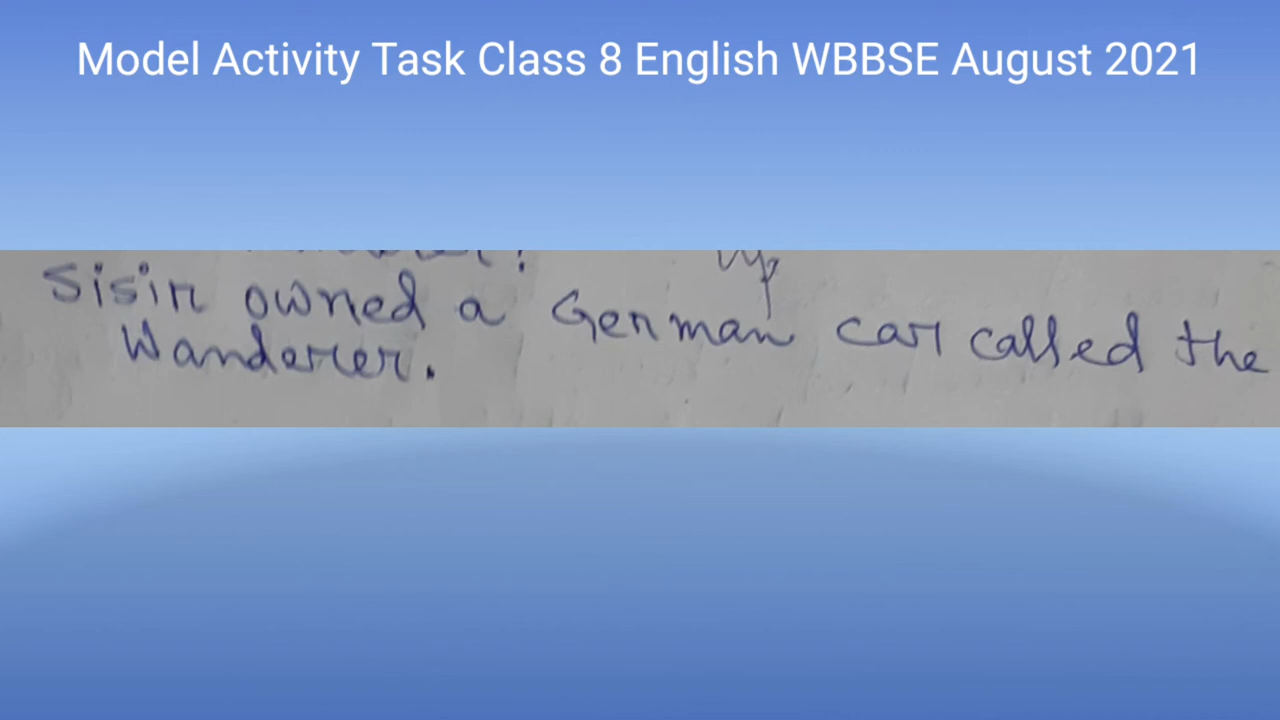 Model Activity Task Class 8 English WBBSE August 2021
Sisir owned a German car called the
Wanderer.